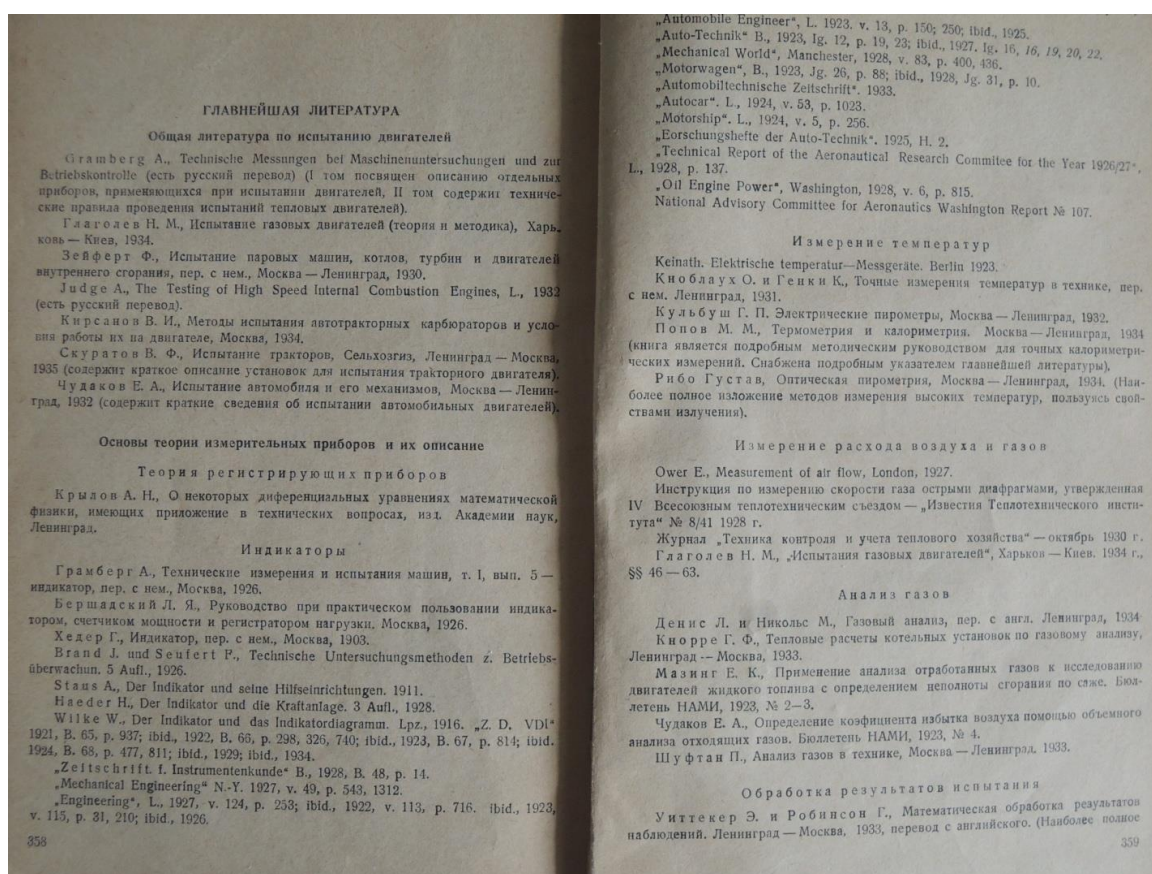 ГЛАВНЕЙШАЯ ЛИТЕРАТУРА
Общая литература по испытанию двигателей
Gramberg A., Technische Messungen bei Maschinenuntersuchungen und zur
Betriebskontrolle (есть русский перевод) (I том посвящен описанию отдельных
приборов, применяющихся при испытании двигателей, II том содержит техниче-
ские правила проведения испытаний тепловых двигателей).
Глаголев Н. М., Испытание газовых двигателей (теория и методика), Харь-
ковь — Киев, 1934.
Зейферт Ф., Испытание паровых машин, котлов, турбин и двигателей
внутреннего сгорания, пер. с нем., Москва — Ленинград, 1930.
Judge A., The Testing of High Speed Internal Combustion Engines, L., 1932
(есть русский перевод).
Кирсанов В. И., Методы испытания автотракторных карбюраторов и усло-
вия работы их на двигателе, Москва, 1934.
Скуратов В. Ф., Испытание тракторов, Сельхозгиз, Ленинград — Москва,
1935 (содержит краткое описание установок для испытания тракторного двигателя).
Чудаков Е. А., Испытание автомобиля и его механизмов, Москва — Ленин-
град, 1932 (содержит краткие сведения об испытании автомобильных двигателей).
Основы теории измерительных приборов и их описание
Теория регистрирующих приборов
Крылов А. Н., О некоторых диференциальных уравнениях математической
физики, имеющих приложение в технических вопросах, изд. Академии наук,
Ленинград.
Индикаторы
Грамберг А., Технические измерения и испытания машин, т. I, вып. 5 —
индикатор, пер. с нем., Москва, 1926.
Бершадский Л. Я., Руководство при практическом пользовании индика-
тором, счетчиком мощности и регистратором нагрузки. Москва, 1926.
Хедер Г., Индикатор, пер. с нем., Москва, 1903.
Brand J. und Seufert F., Technische Untersuchungsmethoden z. Betriebs-
überwachun. 5 Aufl., 1926.
Staus A., Der Indikator und seine Hilfseinrichtungen. 1911.
Haeder H., Der Indikator und die Kraftanlage. 3 Aufl., 1928.
Wilke W., Der Indikator und das Indikatordiagramm. Lpz., 1916. „Z. D. VDI“
1921, B. 65, p. 937; ibid., 1922, B. 66, p. 298, 326, 740; ibid., 1923, B. 67, p. 814; ibid.
1924, B. 68, p. 477, 811; ibid., 1929; ibid., 1934.
„Zeitschrift. f. Instrumentenkunde“ B., 1928, B. 48, p. 14.
„Mechanical Engineering“ N.-Y. 1927, v. 49, p. 543, 1312.
„Engineering“, L., 1927, v. 124, p. 253; ibid., 1922, v. 113, p. 716. ibid., 1923,
v. 115, p. 31, 210; ibid., 1926.
358
„Automobile Engineer“, L. 1923. v. 13, p. 150; 250; ibid., 1925.
„Auto-Technik“ B., 1923, Ig. 12, p. 19, 23; ibid., 1927. Ig. 16, 16, 19, 20, 22.
„Mechanical World“, Manchester, 1928, v. 83, p. 400, 436.
„Motorwagen“, B., 1923, Jg. 26, p. 88; ibid., 1928, Jg. 31, p. 10.
„Automobiltechnische Zeitschrift“. 1933.
„Autocar“. L., 1924, v. 53, p. 1023.
„Motorship“. L., 1924, v. 5, p. 256.
„Eorschungshefte der Auto-Technik“. 1925, H. 2.
„Technical Report of the Aeronautical Research Commitee for the Year 1926/27“.
L., 1928, p. 137.
„Oil Engine Power“, Washington, 1928, v. 6, p. 815.
National Advisory Committee for Aeronautics Washington Report № 107.
Измерение температур
Keinath. Elektrische temperatur—Messgeräte. Berlin 1923.
Кноблаух О. и Генки К., Точные измерения температур в технике, пер.
с нем. Ленинград, 1931.
Кульбуш Г. П. Электрические пирометры, Москва — Ленинград, 1932.
Попов М. М., Термометрия и калориметрия. Москва — Ленинград, 1934
(книга является подробным методическим руководством для точных калориметри-
ческих измерений. Снабжена подробным указателем главнейшей литературы).
Рибо Густав, Оптическая пирометрия, Москва — Ленинград, 1934. (Наи-
более полное изложение методов измерения высоких температур, пользуясь свой-
ствами излучения).
Измерение расхода воздуха и газов
Ower E., Measurement of air flow, London, 1927.
Инструкция по измерению скорости газа острыми диафрагмами, утвержденная
IV Всесоюзным теплотехническим съездом — „Известия Теплотехнического инсти-
тута“ № 8/41 1928 г.
Журнал „Техника контроля и учета теплового хозяйства“ — октябрь 1930 г.
Глаголев Н. М., „Испытания газовых двигателей“, Харьков — Киев. 1934 г.,
§§ 46 — 63.
Анализ газов
Денис Л. и Никольс М., Газовый анализ, пер. с англ. Ленинград, 1934
Кнорре Г. Ф., Тепловые расчеты котельных установок по газовому анализу,
Ленинград -- Москва, 1933.
Мазинг Е. К., Применение анализа отработанных газов к исследованию
двигателей жидкого топлива с определением неполноты сгорания по саже. Бюл-
летень НАМИ, 1923, № 2—3.
Чудаков Е. А., Определение коэфициента избытка воздуха помощью объемного
анализа отходящих газов. Бюллетень НАМИ, 1923, № 4.
Шуфтан П., Анализ газов в технике, Москва — Ленинград, 1933.
Обработка результатов испытания
Уиттекер Э. и Робинсон Г., Математическая обработка результатов
наблюдений. Ленинград — Москва, 1933, перевод с английского. (Наиболее полное
359